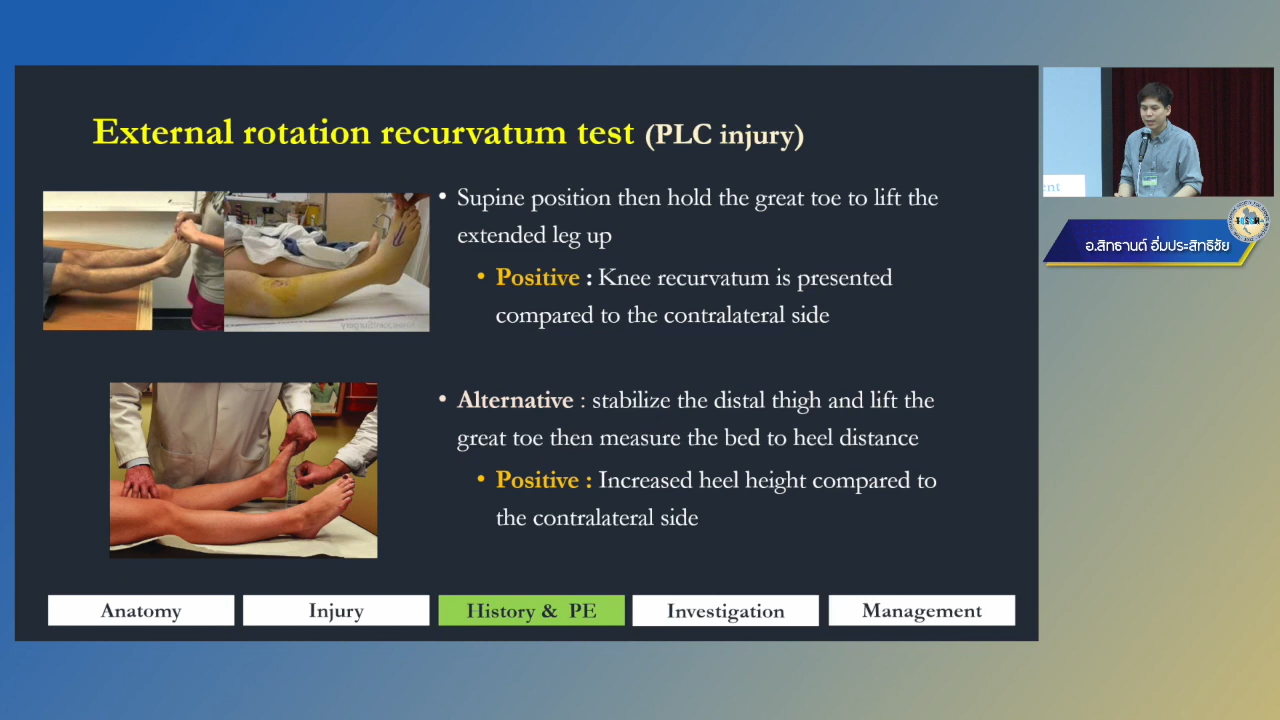 External rotation recurvatum test (PLC injury)
• Supine position then hold the great toe to lift the
extended leg up
• Positive : Knee recurvatum is presented
compared to the contralateral side
• Alternative : stabilize the distal thigh and lift the
great toe then measure the bed to heel distance
• Positive : Increased heel height compared to
the contralateral side
Anatomy
Injury
History & PE
Investigation
Management
อ.สิทธานต์ อิ่มประสิทธิชัย